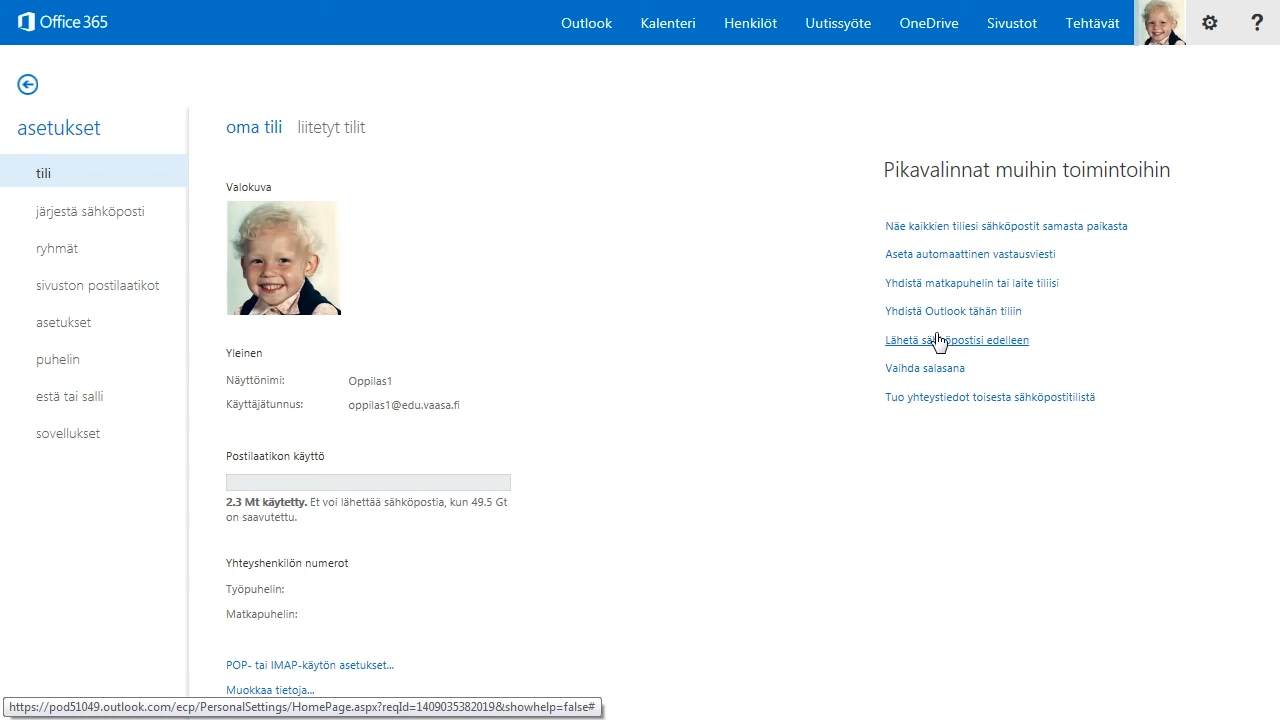 Office 365
Outlook Kalenteri Henkilöt Uutissyöte OneDrive Sivustot Tehtävät ?
asetukset
tili
järjestä sähköposti
ryhmät
sivuston postilaatikot
asetukset
puhelin
estä tai salli
sovellukset
oma tili liitetyt tilit
Valokuva
Yleinen
Näyttönimi: Oppilas1
Käyttäjätunnus: oppilas1@edu.vaasa.fi
Postilaatikon käyttö
2.3 Mt käytetty. Et voi lähettää sähköpostia, kun 49.5 Gt
on saavutettu.
Yhteyshenkilön numerot
Työpuhelin:
Matkapuhelin:
POP- tai IMAP-käytön asetukset...
Muokkaa tietoja...
Pikavalinnat muihin toimintoihin
Näe kaikkien tiliesi sähköpostit samasta paikasta
Aseta automaattinen vastausviesti
Yhdistä matkapuhelin tai laite tiliisi
Yhdistä Outlook tähän tiliin
Lähetä sähköpostisi edelleen
Vaihda salasana
Tuo yhteystiedot toisesta sähköpostitilistä
https://pod51049.outlook.com/ecp/PersonalSettings/HomePage.aspx?reqId=1409035382019&showhelp=false#